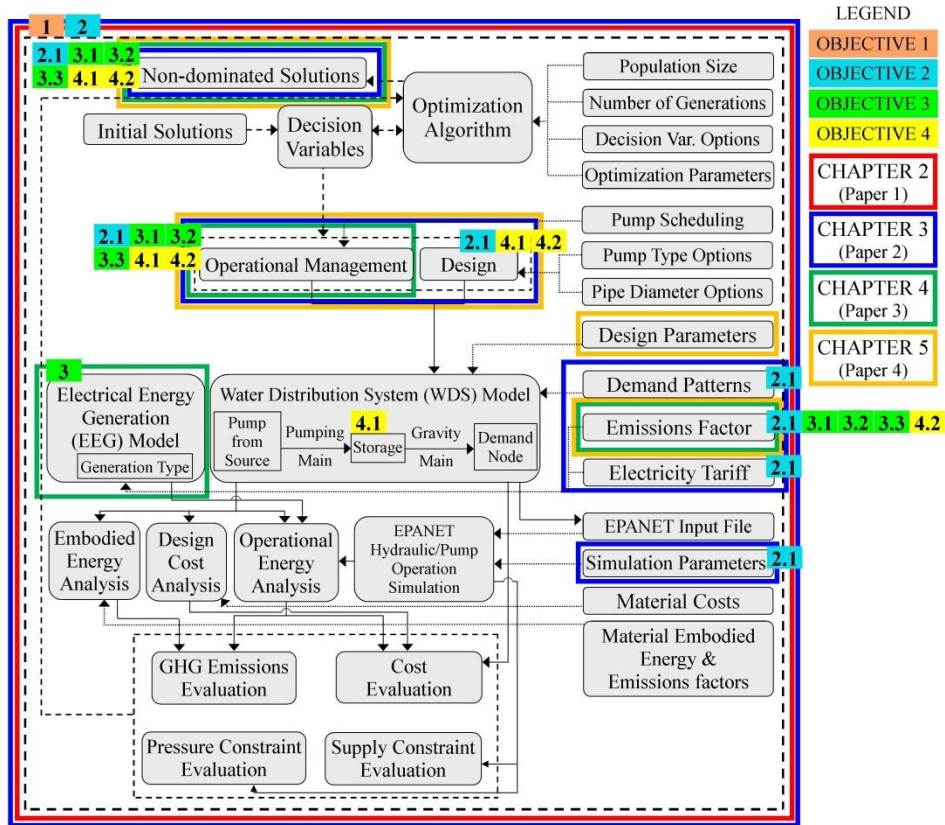 1 2
2.1 3.1 3.2
3.3 4.1 4.2
Non-dominated Solutions
Initial Solutions
Decision
Variables
Optimization
Algorithm
Population Size
Number of Generations
Decision Var. Options
Optimization Parameters
2.1 3.1 3.2
3.3 4.1 4.2
Operational Management
2.1 4.1 4.2
Design
Pump Scheduling
Pump Type Options
Pipe Diameter Options
Design Parameters
3
Electrical Energy
Generation
(EEG) Model
Generation Type
Water Distribution System (WDS) Model
Pump
from
Source
Pumping
Main
4.1
Storage
Gravity
Main
Demand
Node
Demand Patterns
2.1
Emissions Factor
2.1 3.1 3.2 3.3 4.2
Electricity Tariff
2.1
Embodied
Energy
Analysis
Design
Cost
Analysis
Operational
Energy
Analysis
EPANET
Hydraulic/Pump
Operation
Simulation
EPANET Input File
Simulation Parameters
2.1
Material Costs
Material Embodied
Energy &
Emissions factors
GHG Emissions
Evaluation
Cost
Evaluation
Pressure Constraint
Evaluation
Supply Constraint
Evaluation
LEGEND
OBJECTIVE 1
OBJECTIVE 2
OBJECTIVE 3
OBJECTIVE 4
CHAPTER 2
(Paper 1)
CHAPTER 3
(Paper 2)
CHAPTER 4
(Paper 3)
CHAPTER 5
(Paper 4)